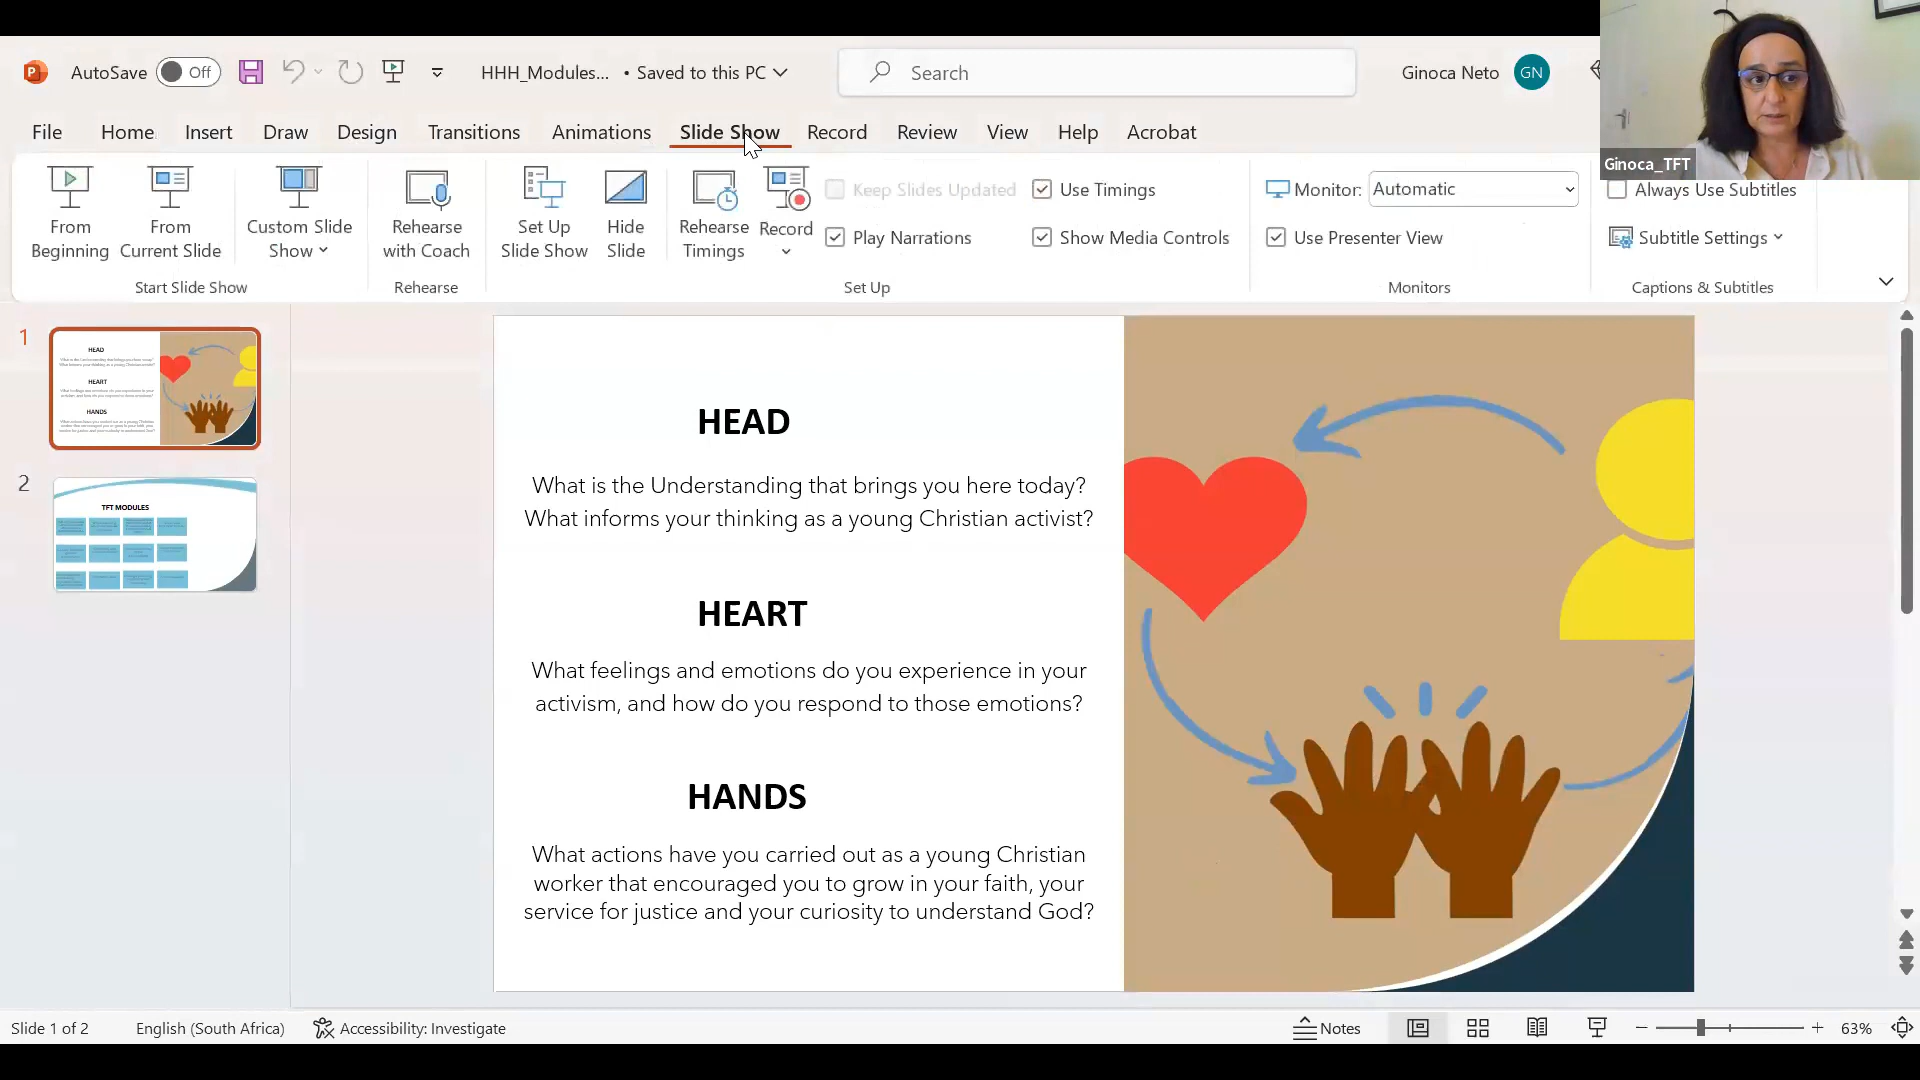 AutoSave Off HHH_Modules... • Saved to this PC Search Ginoca Neto GN
File Home Insert Draw Design Transitions Animations Slide Show Record Review View Help Acrobat
Ginoca_TFT
From Beginning
From Current Slide
Custom Slide Show
Rehearse with Coach
Set Up Slide Show
Hide Slide
Rehearse Timings
Record
Keep Slides Updated
Play Narrations
Use Timings
Show Media Controls
Monitor: Automatic
Use Presenter View
Always Use Subtitles
Subtitle Settings
Start Slide Show Rehearse Set Up Monitors Captions & Subtitles
1
HEAD
HEART
HANDS
2
TFT MODULES
HEAD
What is the Understanding that brings you here today?
What informs your thinking as a young Christian activist?
HEART
What feelings and emotions do you experience in your
activism, and how do you respond to those emotions?
HANDS
What actions have you carried out as a young Christian
worker that encouraged you to grow in your faith, your
service for justice and your curiosity to understand God?
Slide 1 of 2 English (South Africa) Accessibility: Investigate Notes 63%